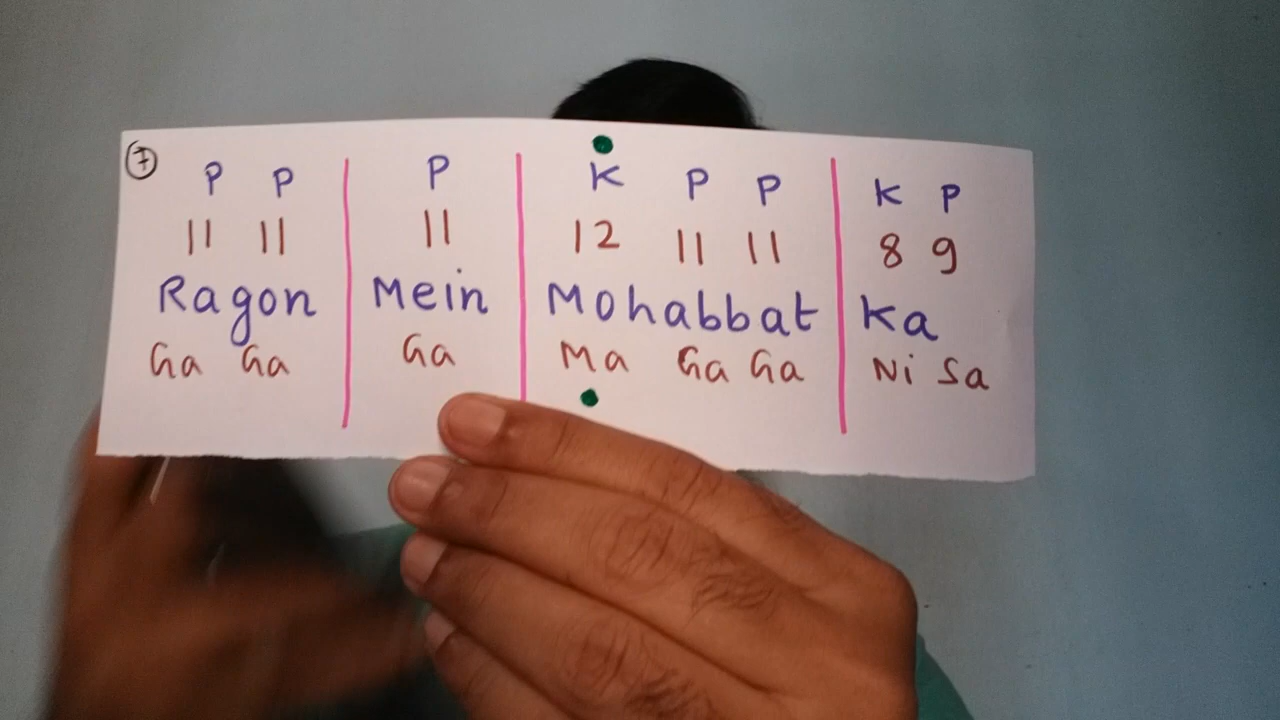 7
P P P K P P K P
11 11 11 12 11 11 8 9
Ragon Mein Mohabbat Ka
Ga Ga Ga Ma Ga Ga Ni Sa